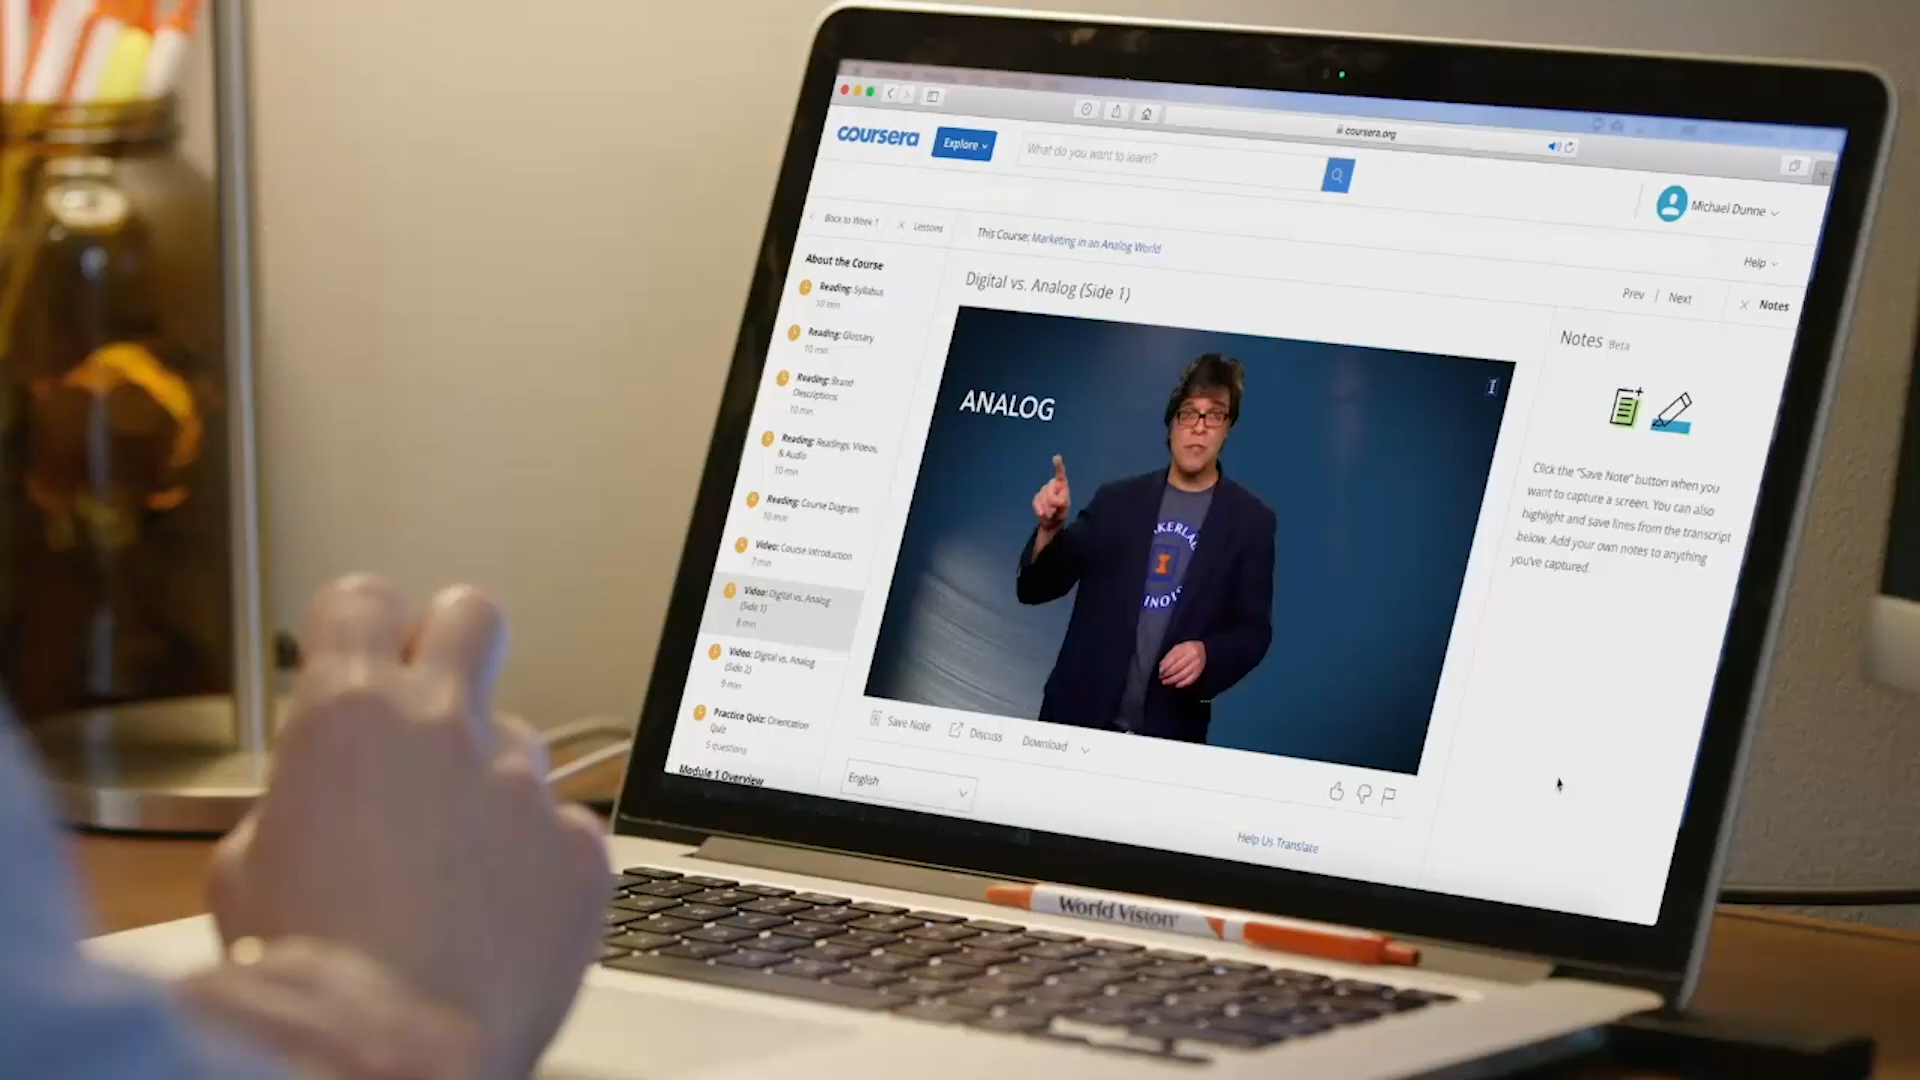 coursera.org
coursera
Explore
What do you want to learn?
Michael Dunne
Back to Week 1
Lessons
This Course: Marketing in an Analog World
Help
About the Course
Digital vs. Analog (Side 1)
Prev | Next
Notes
Reading: Syllabus
10 min
Reading: Glossary
10 min
Reading: Brand
Descriptions
10 min
Reading: Readings, Videos,
& Audio
10 min
Reading: Course Diagram
10 min
Video: Course Introduction
7 min
Video: Digital vs. Analog
(Side 1)
8 min
Video: Digital vs. Analog
(Side 2)
9 min
Practice Quiz: Orientation
Quiz
5 questions
Module 1 Overview
ANALOG
I
AKERLA
I
INOIS
Notes Beta
Click the "Save Note" button when you
want to capture a screen. You can also
highlight and save lines from the transcript
below. Add your own notes to anything
you've captured.
Save Note
Discuss
Download
English
Help Us Translate
World Vision